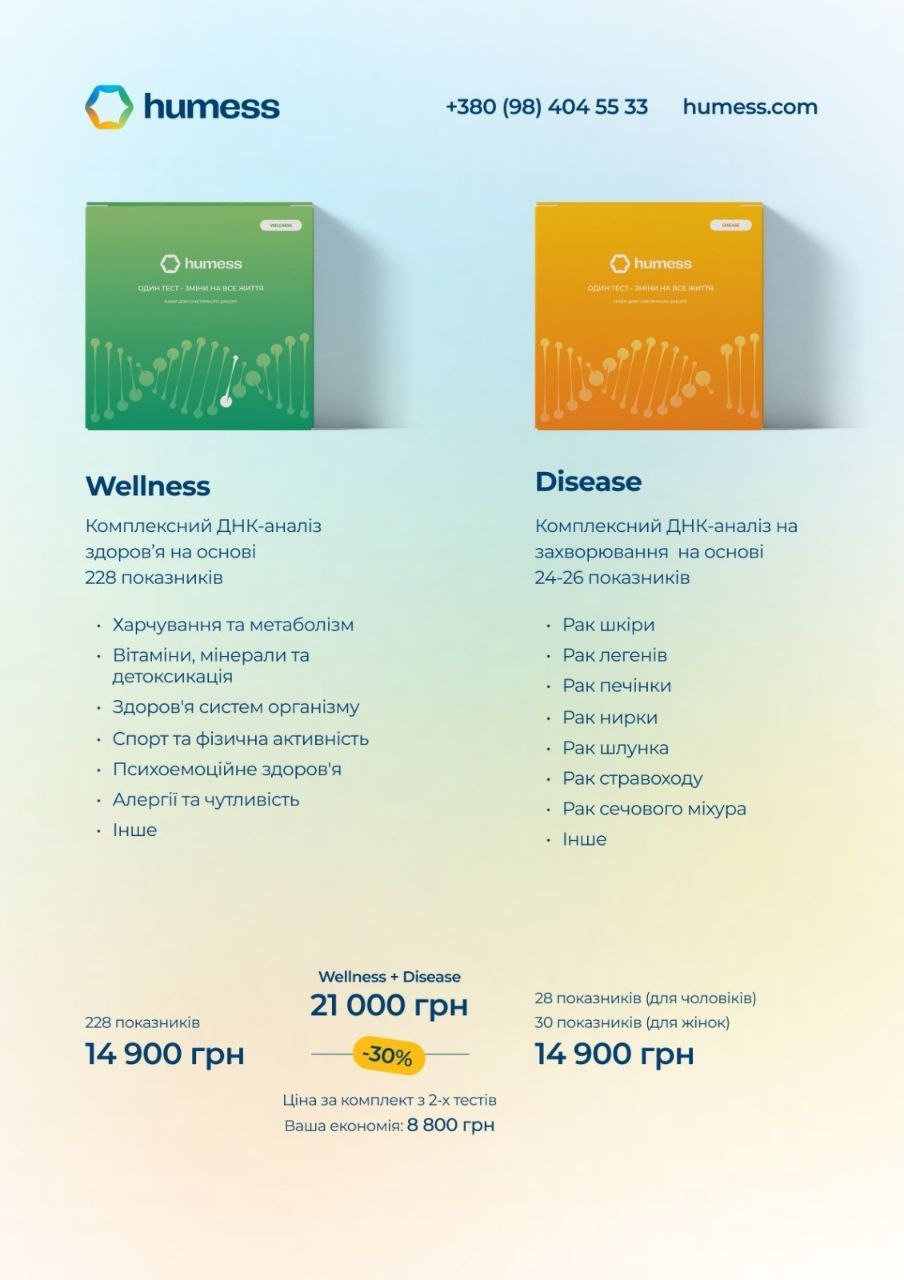 humess
+380 (98) 404 55 33
humess.com
WELLNESS
humess
ОДИН ТЕСТ - ЗМІНИ НА ВСЕ ЖИТТЯ
DISEASE
humess
ОДИН ТЕСТ - ЗМІНИ НА ВСЕ ЖИТТЯ
Wellness
Комплексний ДНК-аналіз
здоров’я на основі
228 показників
• Харчування та метаболізм
• Вітаміни, мінерали та
детоксикація
• Здоров'я систем організму
• Спорт та фізична активність
• Психоемоційне здоров'я
• Алергії та чутливість
• Інше
Disease
Комплексний ДНК-аналіз на
захворювання на основі
24-26 показників
• Рак шкіри
• Рак легенів
• Рак печінки
• Рак нирки
• Рак шлунка
• Рак стравоходу
• Рак сечового міхура
• Інше
228 показників
14 900 грн
Wellness + Disease
21 000 грн
-30%
Ціна за комплект з 2-х тестів
Ваша економія: 8 800 грн
28 показників (для чоловіків)
30 показників (для жінок)
14 900 грн